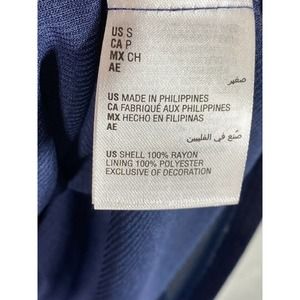 US S
CA P
MX CH
AE
صغير
US MADE IN PHILIPPINES
CA FABRIQUÉ AUX PHILIPPINES
MX HECHO EN FILIPINAS
AE
صنع في الفلبين
US SHELL 100% RAYON
LINING 100% POLYESTER
EXCLUSIVE OF DECORATION